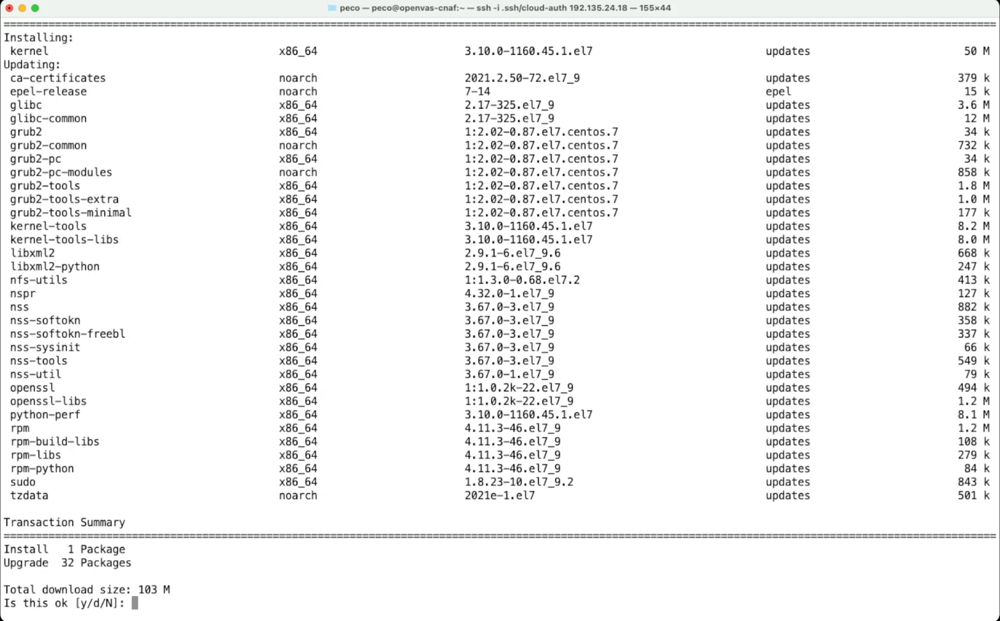 peco — peco@openvas-cnaf:~ — ssh -i .ssh/cloud-auth 192.135.24.18 — 155×44
===========================================================================================================================================================
Installing:
 kernel x86_64 3.10.0-1160.45.1.el7 updates 50 M
Updating:
 ca-certificates noarch 2021.2.50-72.el7_9 updates 379 k
 epel-release noarch 7-14 epel 15 k
 glibc x86_64 2.17-325.el7_9 updates 3.6 M
 glibc-common x86_64 2.17-325.el7_9 updates 12 M
 grub2 x86_64 1:2.02-0.87.el7.centos.7 updates 34 k
 grub2-common noarch 1:2.02-0.87.el7.centos.7 updates 732 k
 grub2-pc x86_64 1:2.02-0.87.el7.centos.7 updates 34 k
 grub2-pc-modules noarch 1:2.02-0.87.el7.centos.7 updates 858 k
 grub2-tools x86_64 1:2.02-0.87.el7.centos.7 updates 1.8 M
 grub2-tools-extra x86_64 1:2.02-0.87.el7.centos.7 updates 1.0 M
 grub2-tools-minimal x86_64 1:2.02-0.87.el7.centos.7 updates 177 k
 kernel-tools x86_64 3.10.0-1160.45.1.el7 updates 8.2 M
 kernel-tools-libs x86_64 3.10.0-1160.45.1.el7 updates 8.0 M
 libxml2 x86_64 2.9.1-6.el7_9.6 updates 668 k
 libxml2-python x86_64 2.9.1-6.el7_9.6 updates 247 k
 nfs-utils x86_64 1:1.3.0-0.68.el7.2 updates 413 k
 nspr x86_64 4.32.0-1.el7_9 updates 127 k
 nss x86_64 3.67.0-3.el7_9 updates 882 k
 nss-softokn x86_64 3.67.0-3.el7_9 updates 358 k
 nss-softokn-freebl x86_64 3.67.0-3.el7_9 updates 337 k
 nss-sysinit x86_64 3.67.0-3.el7_9 updates 66 k
 nss-tools x86_64 3.67.0-3.el7_9 updates 549 k
 nss-util x86_64 3.67.0-1.el7_9 updates 79 k
 openssl x86_64 1:1.0.2k-22.el7_9 updates 494 k
 openssl-libs x86_64 1:1.0.2k-22.el7_9 updates 1.2 M
 python-perf x86_64 3.10.0-1160.45.1.el7 updates 8.1 M
 rpm x86_64 4.11.3-46.el7_9 updates 1.2 M
 rpm-build-libs x86_64 4.11.3-46.el7_9 updates 108 k
 rpm-libs x86_64 4.11.3-46.el7_9 updates 279 k
 rpm-python x86_64 4.11.3-46.el7_9 updates 84 k
 sudo x86_64 1.8.23-10.el7_9.2 updates 843 k
 tzdata noarch 2021e-1.el7 updates 501 k
Transaction Summary
===========================================================================================================================================================
Install 1 Package
Upgrade 32 Packages
Total download size: 103 M
Is this ok [y/d/N]: